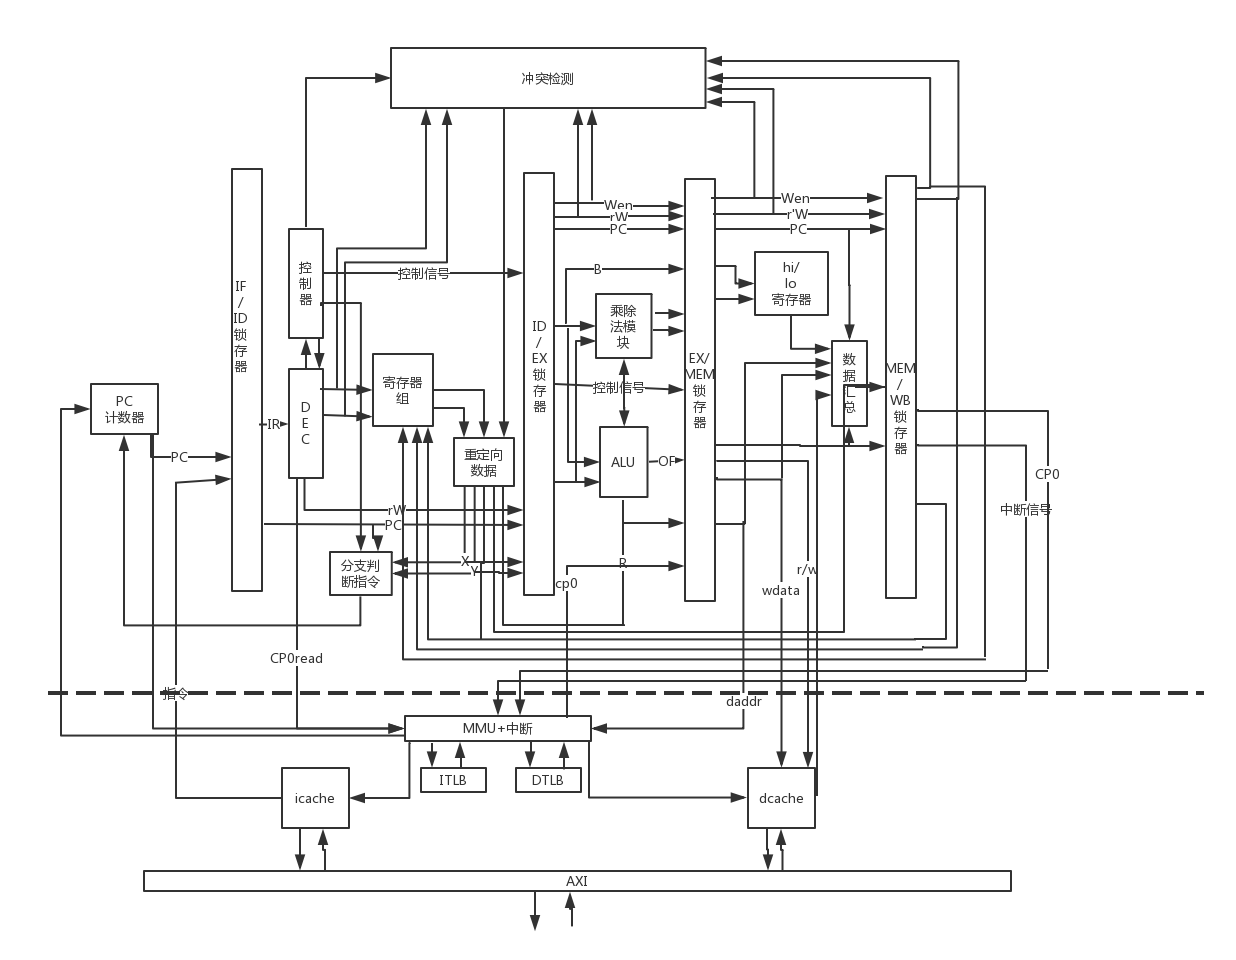 冲突检测
Wen
rW
PC
Wen
r'W
PC
控
制
器
控制信号
B
hi/
lo
寄存器
IF
/
ID
锁
存
器
乘除
法模
块
ID
/
EX
锁
存
器
EX/
MEM
锁
存
器
数
据
汇
总
MEM
/
WB
锁
存
器
寄存器
组
控制信号
PC
计数器
D
E
C
IR
PC
重定向
数据
ALU
OF
CP0
rW
PC
中断信号
分支判
断指令
X
Y
cp0
R
r/w
wdata
CP0read
指令
daddr
MMU+中断
ITLB
DTLB
icache
dcache
AXI